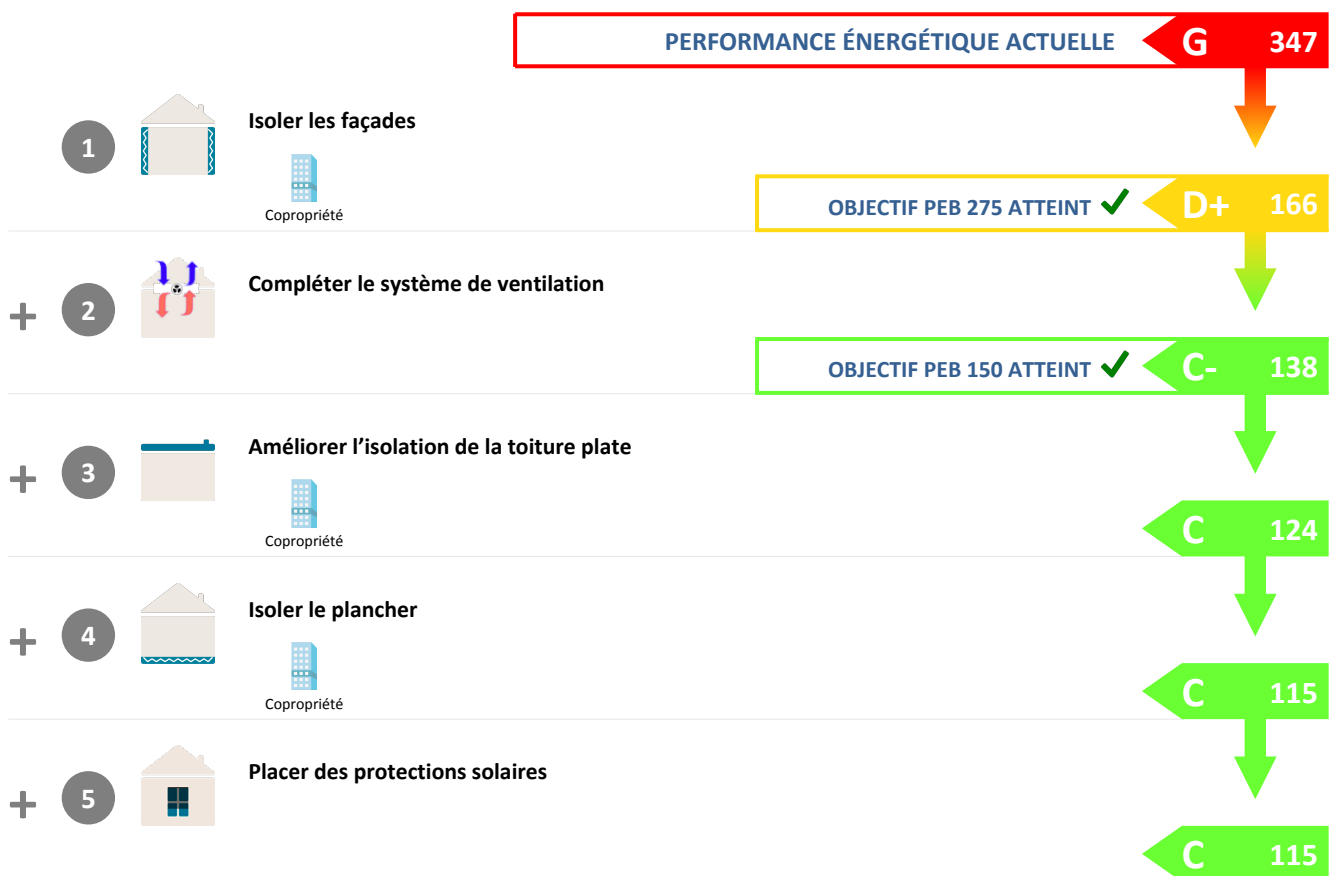 PERFORMANCE ÉNERGÉTIQUE ACTUELLE G 347
1 Isoler les façades
Copropriété
OBJECTIF PEB 275 ATTEINT ✔ D+ 166
+ 2 Compléter le système de ventilation
OBJECTIF PEB 150 ATTEINT ✔ C- 138
+ 3 Améliorer l’isolation de la toiture plate
Copropriété
C 124
+ 4 Isoler le plancher
Copropriété
C 115
+ 5 Placer des protections solaires
C 115